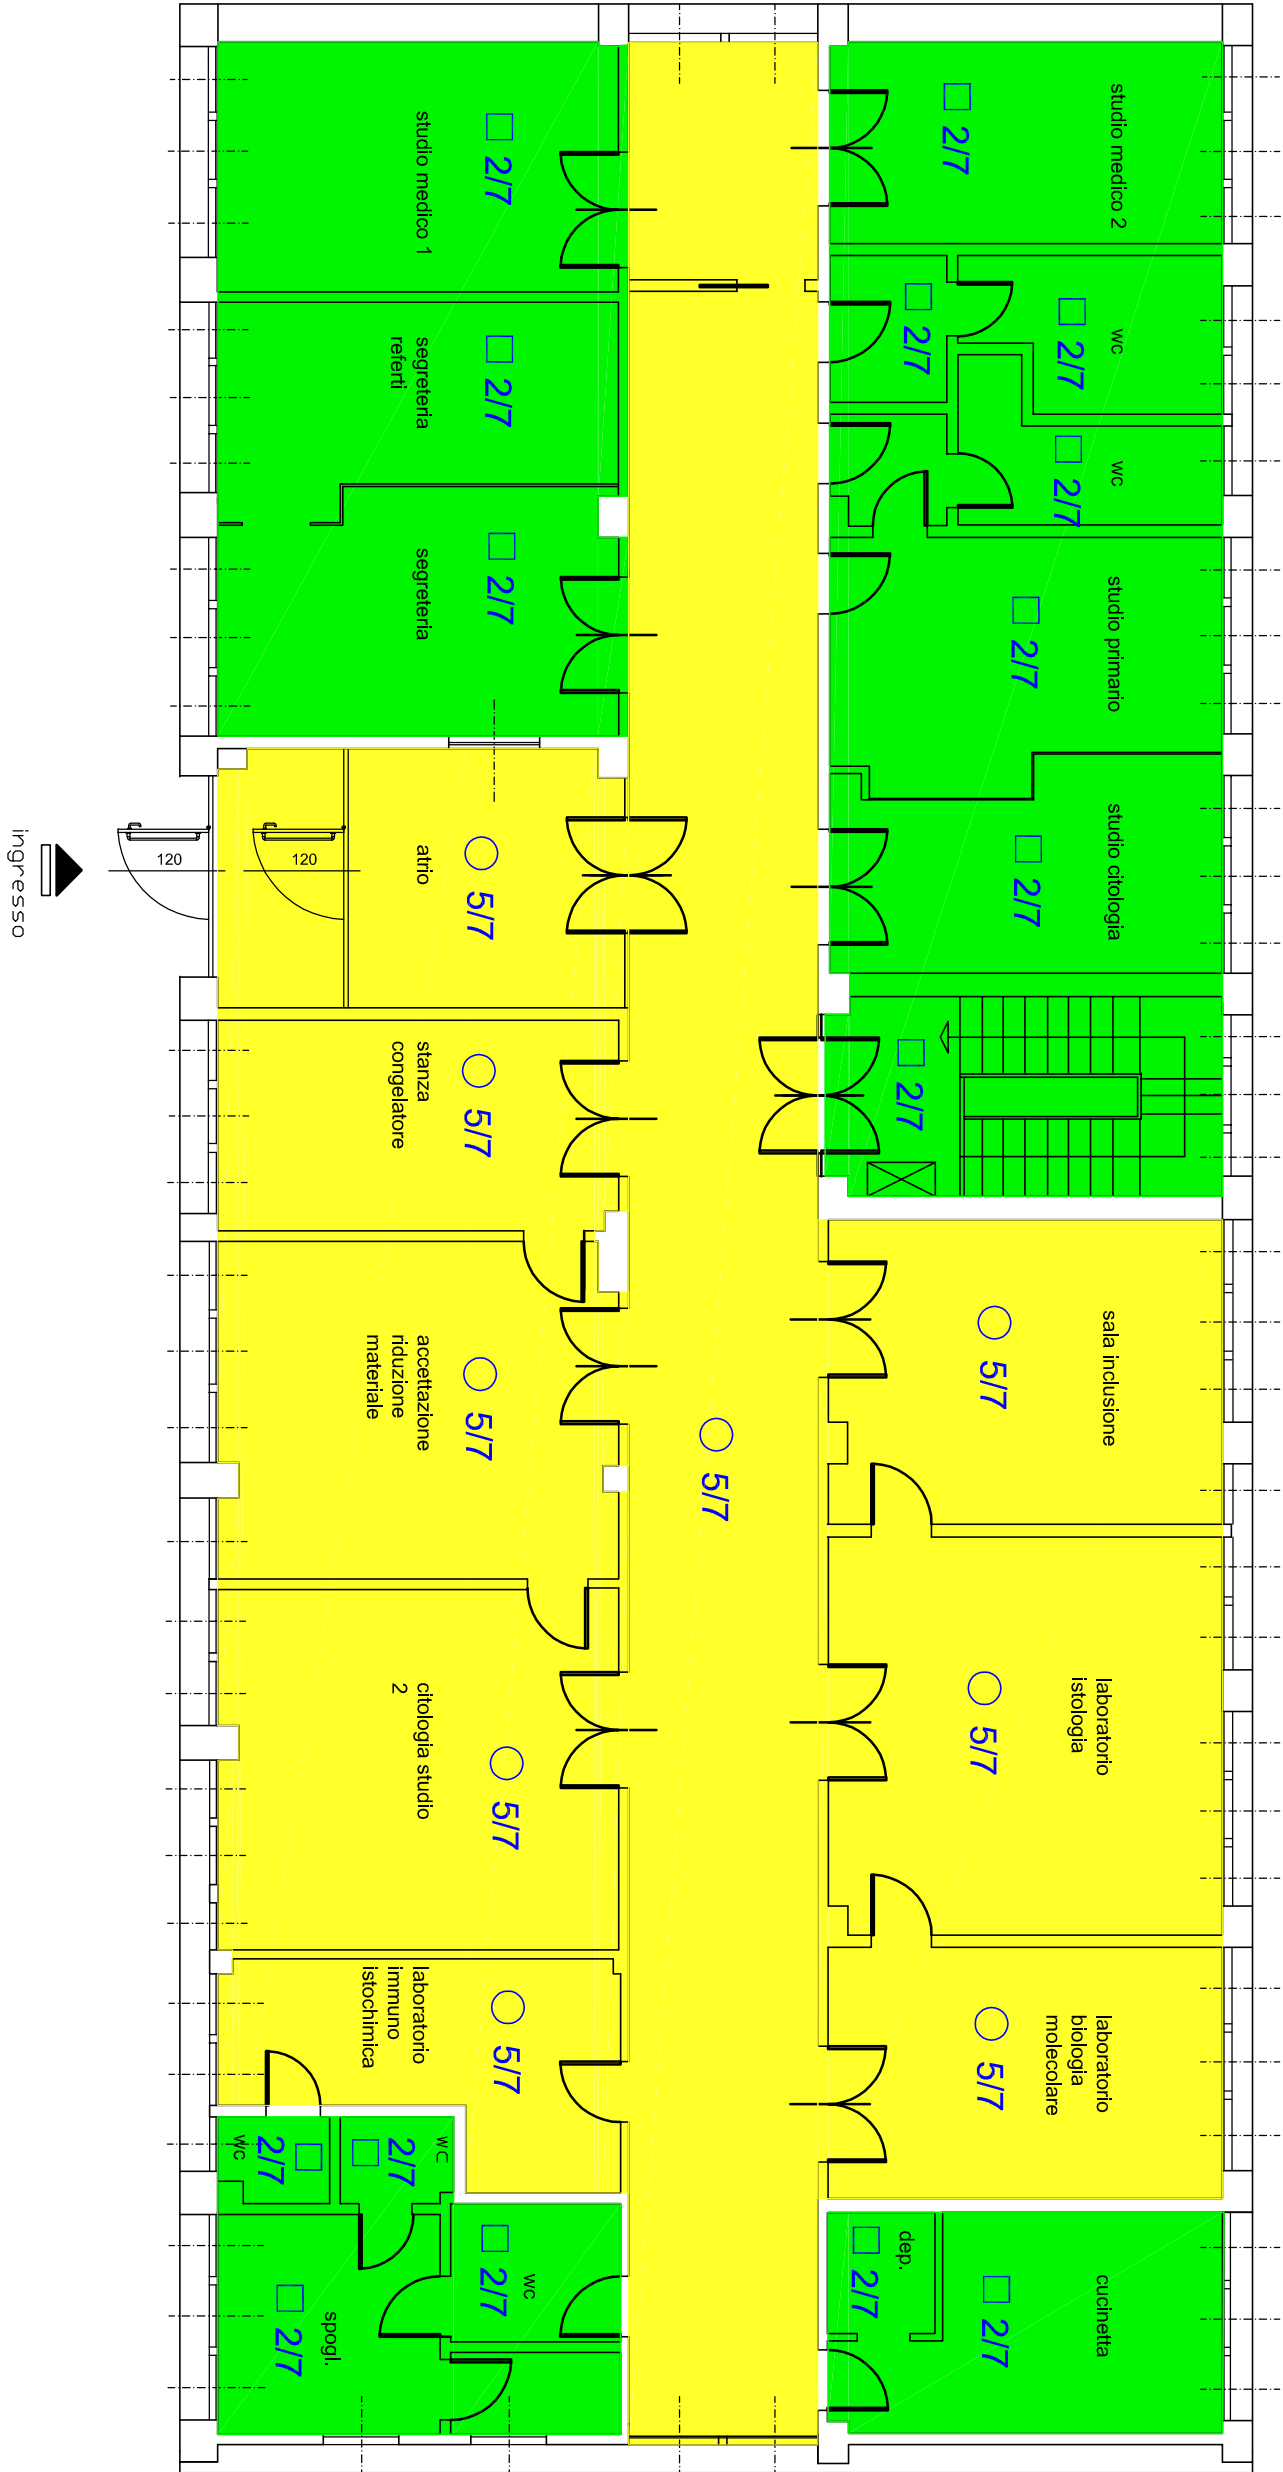 studio medico 2
2/7
wc
2/7
2/7
wc
2/7
studio primario
2/7
studio citologia
2/7
2/7
sala inclusione
5/7
laboratorio
istologia
5/7
laboratorio
biologia
molecolare
5/7
cucinetta
2/7
dep.
2/7
5/7
studio medico 1
2/7
segreteria
referti
2/7
segreteria
2/7
atrio
5/7
120
120
ingresso
stanza
congelatore
5/7
accettazione
riduzione
materiale
5/7
citologia studio
2
5/7
laboratorio
immuno
istochimica
5/7
wc
2/7
wc
2/7
wc
2/7
spogl.
2/7